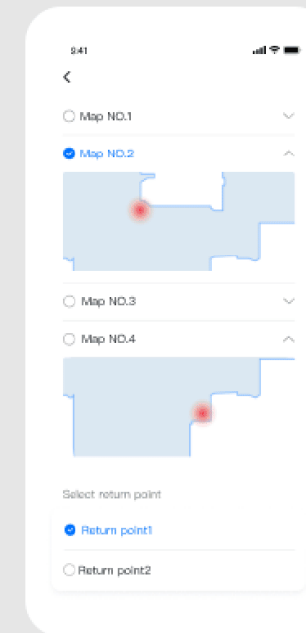 9:41
Map NO.1
Map NO.2
Map NO.3
Map NO.4
Select return point
Return point1
Return point2